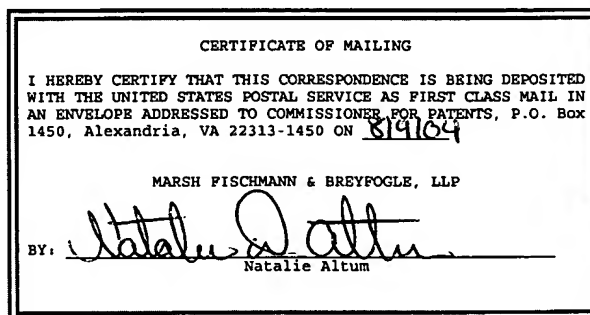 CERTIFICATE OF MAILING
I HEREBY CERTIFY THAT THIS CORRESPONDENCE IS BEING DEPOSITED
WITH THE UNITED STATES POSTAL SERVICE AS FIRST CLASS MAIL IN
AN ENVELOPE ADDRESSED TO COMMISSIONER FOR PATENTS, P.O. Box
1450, Alexandria, VA 22313-1450 ON 8/9/04
MARSH FISCHMANN & BREYFOGLE, LLP
BY: Natalie D. Altum
Natalie Altum